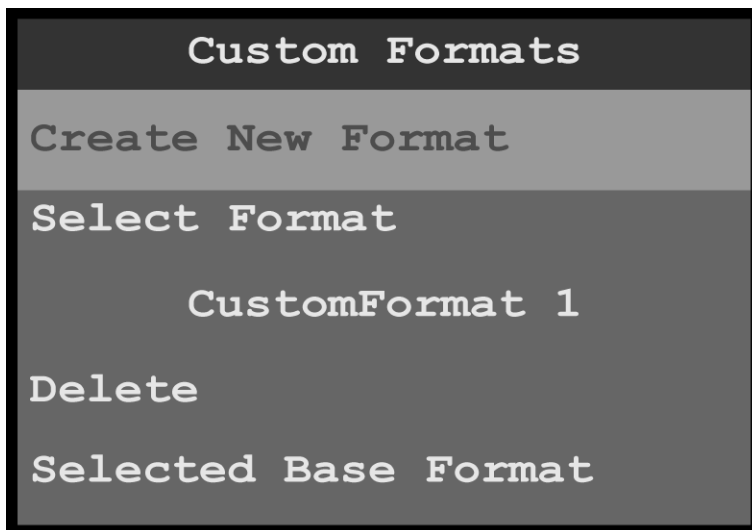 Custom Formats
Create New Format
Select Format
CustomFormat 1
Delete
Selected Base Format